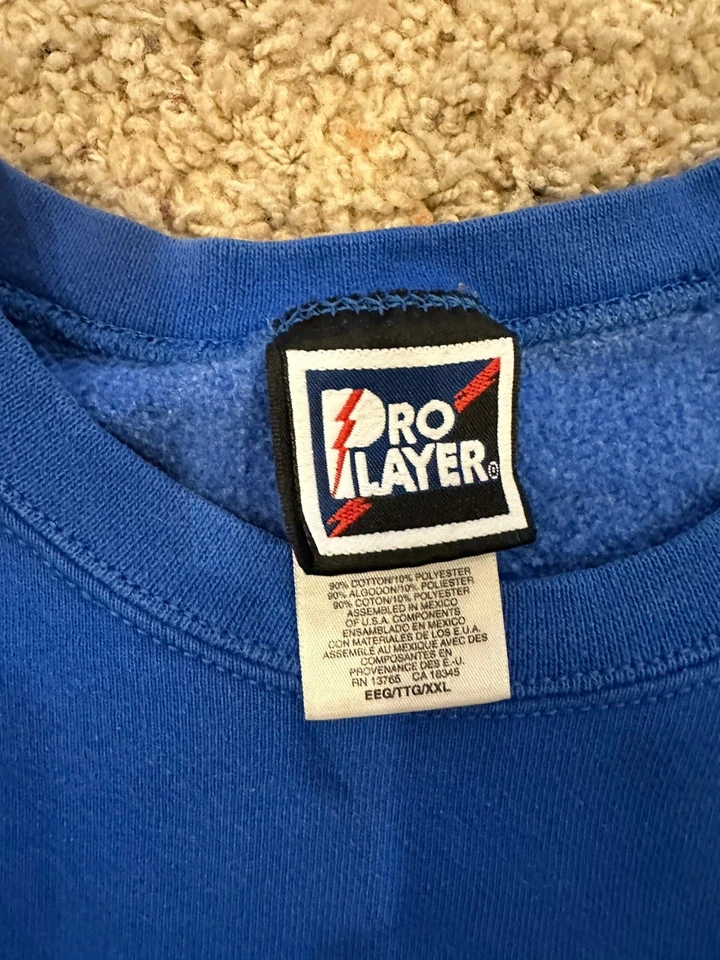 PRO
PLAYER®
90% COTTON/10% POLYESTER
90% ALGODON/10% POLIESTER
90% COTON/10% POLYESTER
ASSEMBLED IN MEXICO
OF U.S.A. COMPONENTS
ENSAMBLADO EN MEXICO
CON MATERIALES DE LOS E.U.A.
ASSEMBLÉ AU MEXIQUE AVEC DES
COMPOSANTES EN
PROVENANCE DES É.-U.
RN 13765 CA 18345
EEG/TTG/XXL